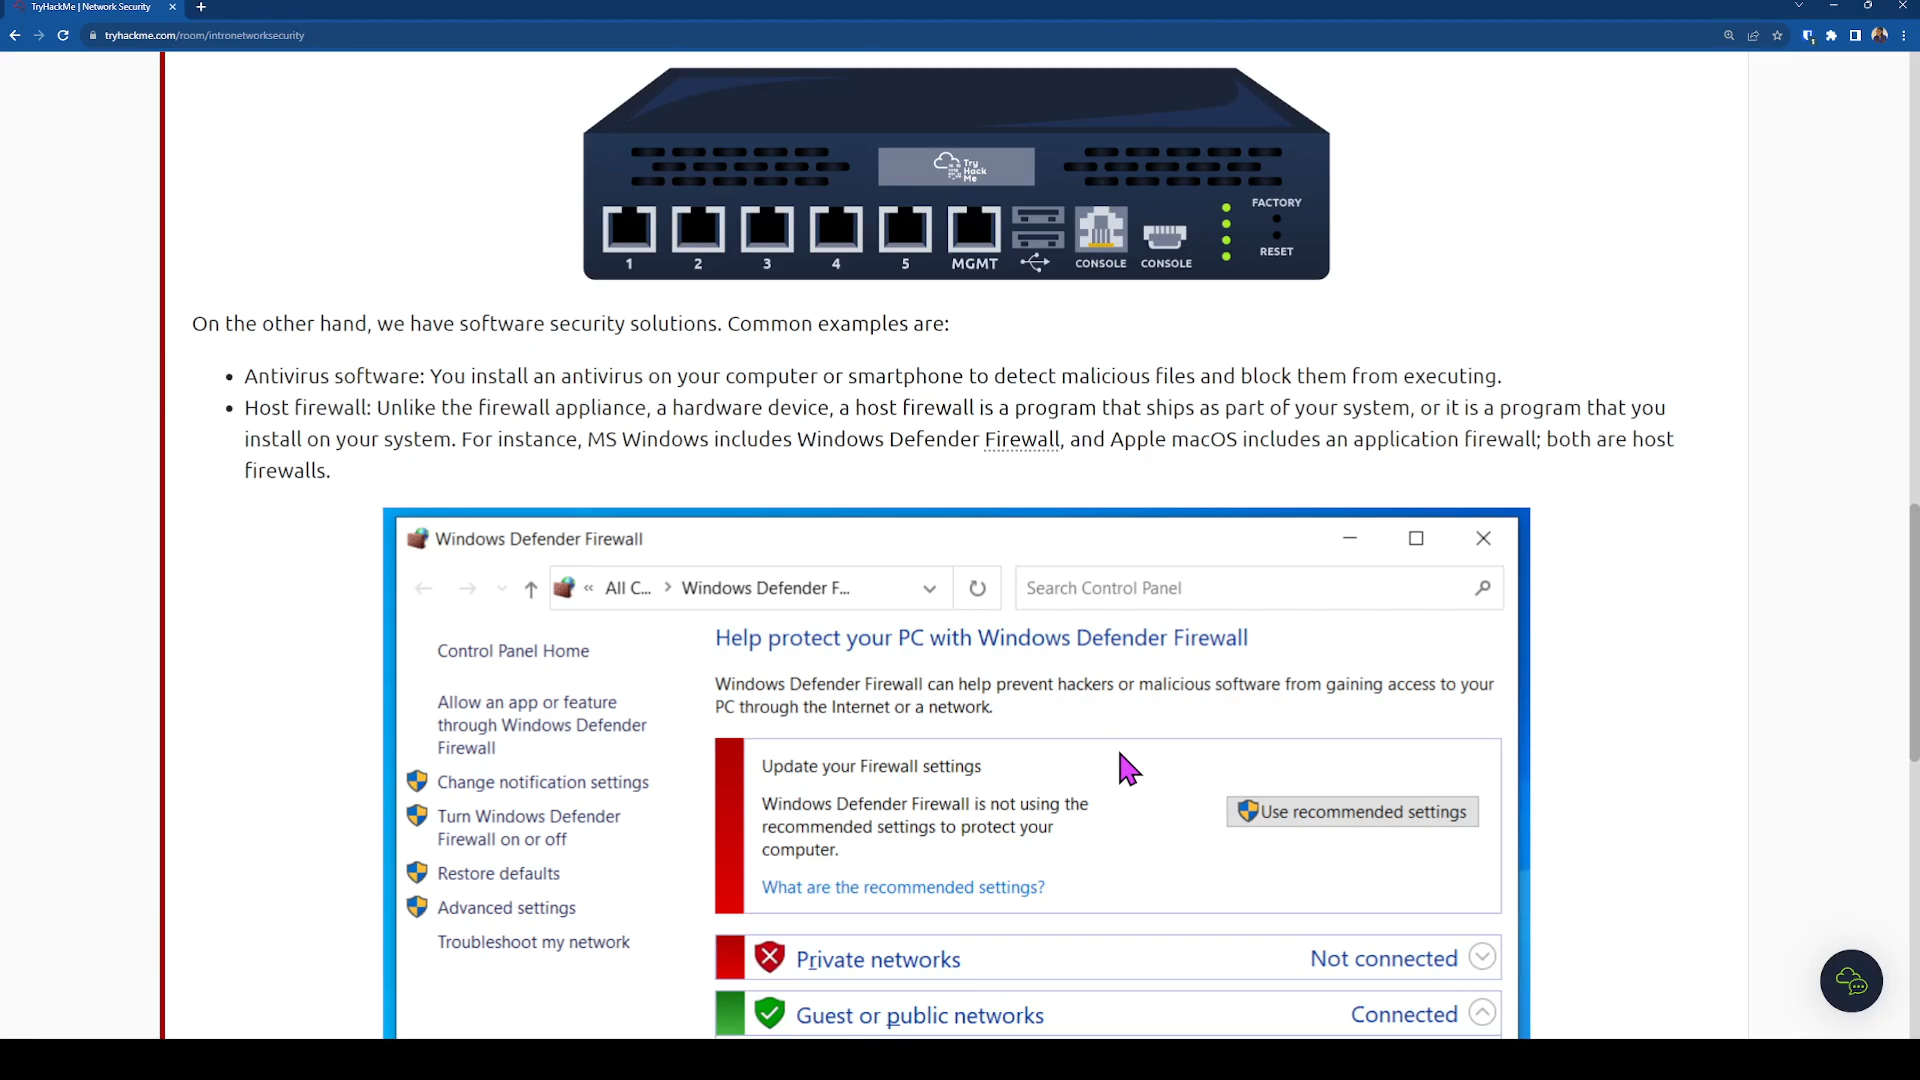 TryHackMe | Network Security
tryhackme.com/room/intronetworksecurity
Try
Hack
Me
FACTORY
RESET
1 2 3 4 5 MGMT CONSOLE CONSOLE
On the other hand, we have software security solutions. Common examples are:
Antivirus software: You install an antivirus on your computer or smartphone to detect malicious files and block them from executing.
Host firewall: Unlike the firewall appliance, a hardware device, a host firewall is a program that ships as part of your system, or it is a program that you
install on your system. For instance, MS Windows includes Windows Defender Firewall, and Apple macOS includes an application firewall; both are host
firewalls.
Windows Defender Firewall
« All C... > Windows Defender F...
Search Control Panel
Control Panel Home
Allow an app or feature
through Windows Defender
Firewall
Change notification settings
Turn Windows Defender
Firewall on or off
Restore defaults
Advanced settings
Troubleshoot my network
Help protect your PC with Windows Defender Firewall
Windows Defender Firewall can help prevent hackers or malicious software from gaining access to your
PC through the Internet or a network.
Update your Firewall settings
Windows Defender Firewall is not using the
recommended settings to protect your
computer.
What are the recommended settings?
Use recommended settings
Private networks Not connected
Guest or public networks Connected